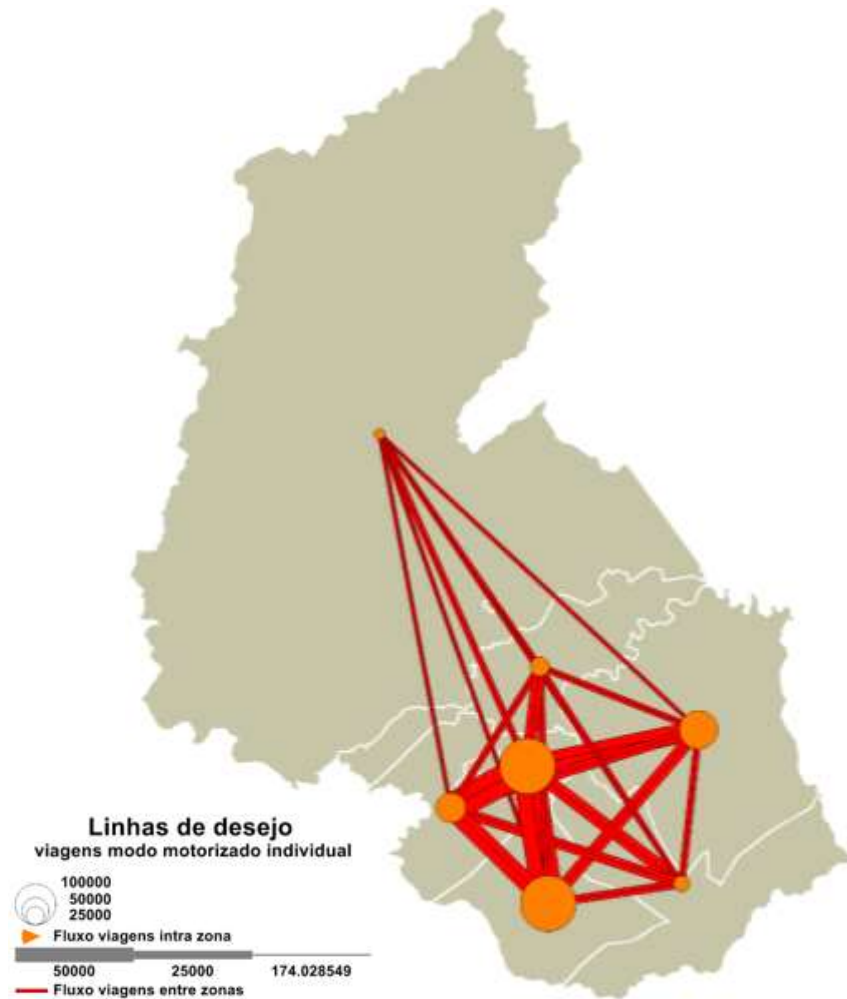 Linhas de desejo
viagens modo motorizado individual
100000
50000
25000
Fluxo viagens intra zona
50000 25000 174.028549
Fluxo viagens entre zonas